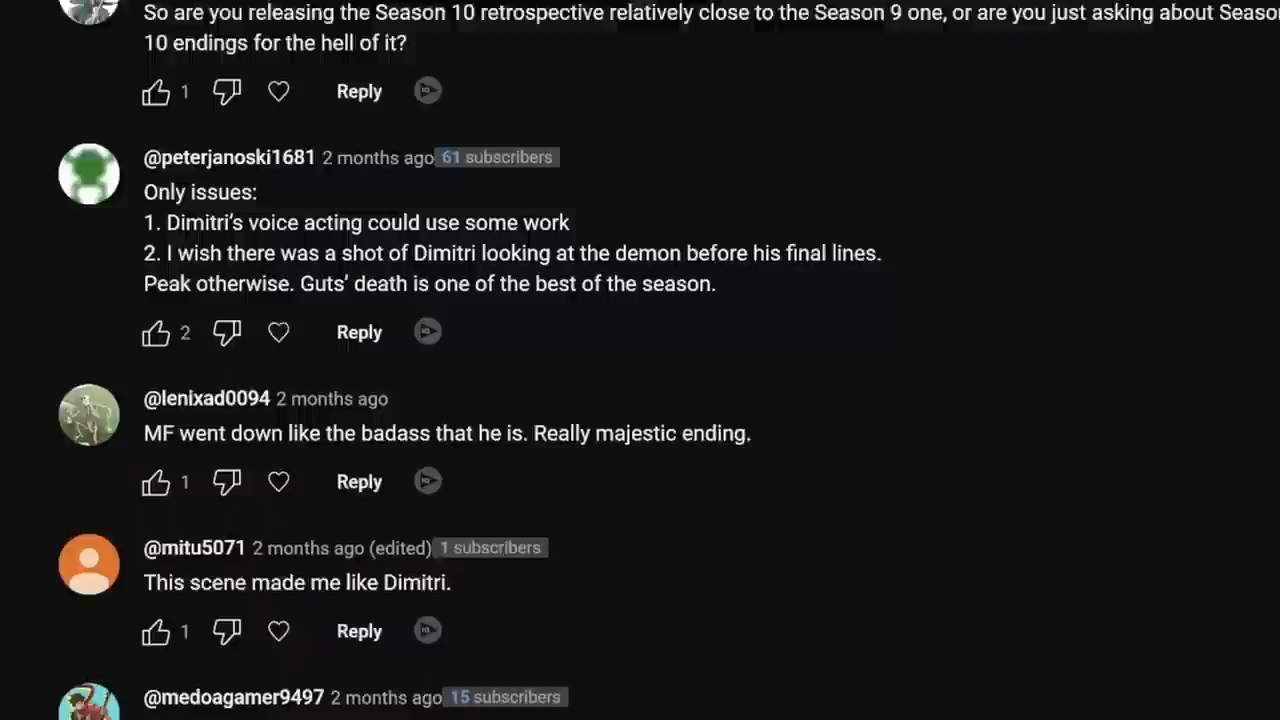 So are you releasing the Season 10 retrospective relatively close to the Season 9 one, or are you just asking about Season
10 endings for the hell of it?
1 Reply
@peterjanoski1681 2 months ago 61 subscribers
Only issues:
1. Dimitri's voice acting could use some work
2. I wish there was a shot of Dimitri looking at the demon before his final lines.
Peak otherwise. Guts' death is one of the best of the season.
2 Reply
@lenixad0094 2 months ago
MF went down like the badass that he is. Really majestic ending.
1 Reply
@mitu5071 2 months ago (edited) 1 subscribers
This scene made me like Dimitri.
1 Reply
@medoagamer9497 2 months ago 15 subscribers